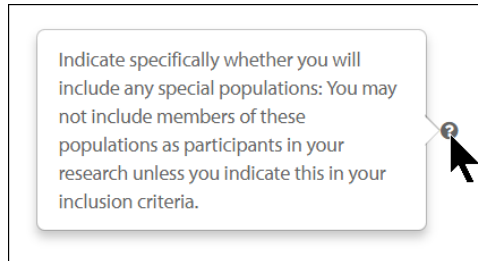 Indicate specifically whether you will
include any special populations: You may
not include members of these
populations as participants in your
research unless you indicate this in your
inclusion criteria.
?